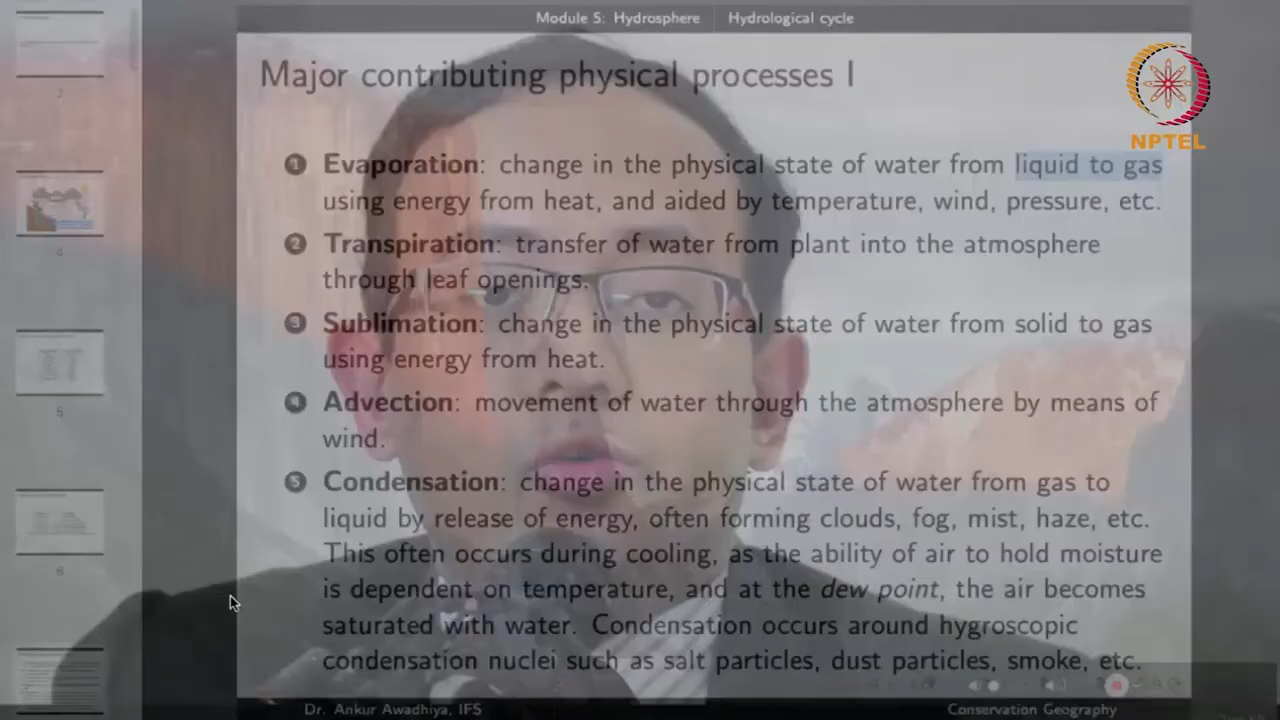 Module 5: Hydrosphere Hydrological cycle
Major contributing physical processes I
NPTEL
1 Evaporation: change in the physical state of water from liquid to gas
using energy from heat, and aided by temperature, wind, pressure, etc.
2 Transpiration: transfer of water from plant into the atmosphere
through leaf openings.
3 Sublimation: change in the physical state of water from solid to gas
using energy from heat.
4 Advection: movement of water through the atmosphere by means of
wind.
5 Condensation: change in the physical state of water from gas to
liquid by release of energy, often forming clouds, fog, mist, haze, etc.
This often occurs during cooling, as the ability of air to hold moisture
is dependent on temperature, and at the dew point, the air becomes
saturated with water. Condensation occurs around hygroscopic
condensation nuclei such as salt particles, dust particles, smoke, etc.
Dr. Ankur Awadhiya, IFS Conservation Geography
4
5
6